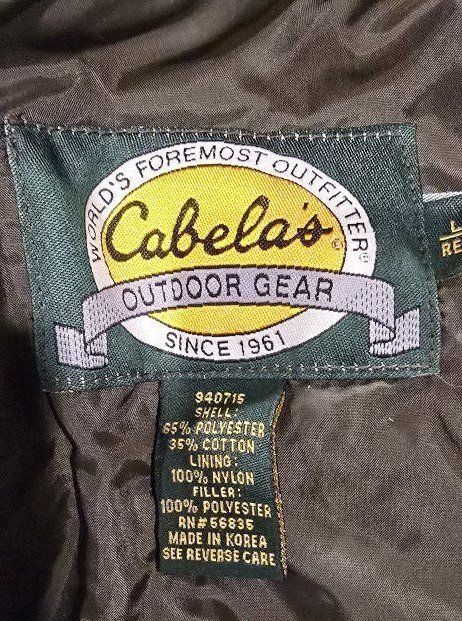 WORLD'S FOREMOST OUTFITTER®
Cabela's®
OUTDOOR GEAR
SINCE 1961
L
RE
940715
SHELL:
65% POLYESTER
35% COTTON
LINING:
100% NYLON
FILLER:
100% POLYESTER
RN# 56835
MADE IN KOREA
SEE REVERSE CARE